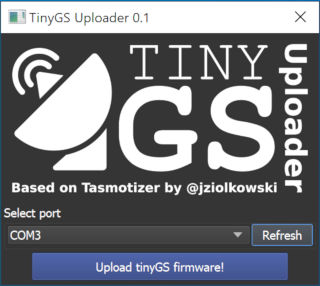 TinyGS Uploader 0.1
TINY
GS
Uploader
Based on Tasmotizer by @jziolkowski
Select port
COM3
Refresh
Upload tinyGS firmware!